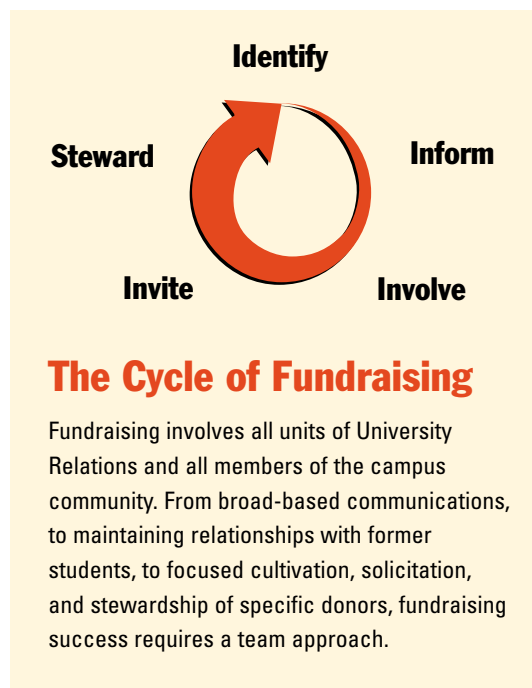 Identify
Steward
Inform
Invite
Involve
The Cycle of Fundraising
Fundraising involves all units of University
Relations and all members of the campus
community. From broad-based communications,
to maintaining relationships with former
students, to focused cultivation, solicitation,
and stewardship of specific donors, fundraising
success requires a team approach.